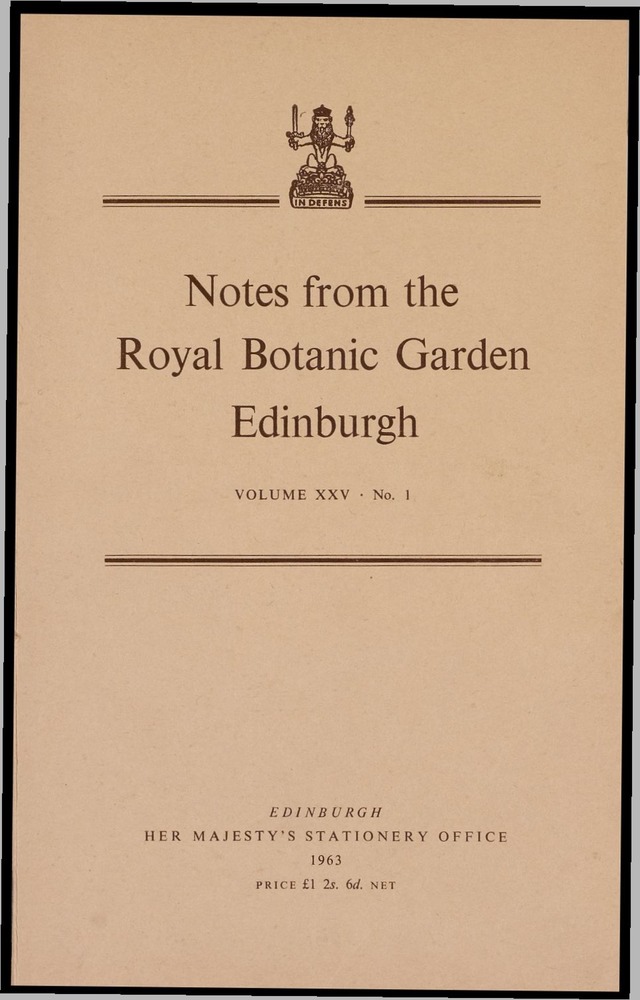 IN DEFENS
Notes from the
Royal Botanic Garden
Edinburgh
VOLUME XXV · No. 1
EDINBURGH
HER MAJESTY'S STATIONERY OFFICE
1963
PRICE £1 2s. 6d. NET